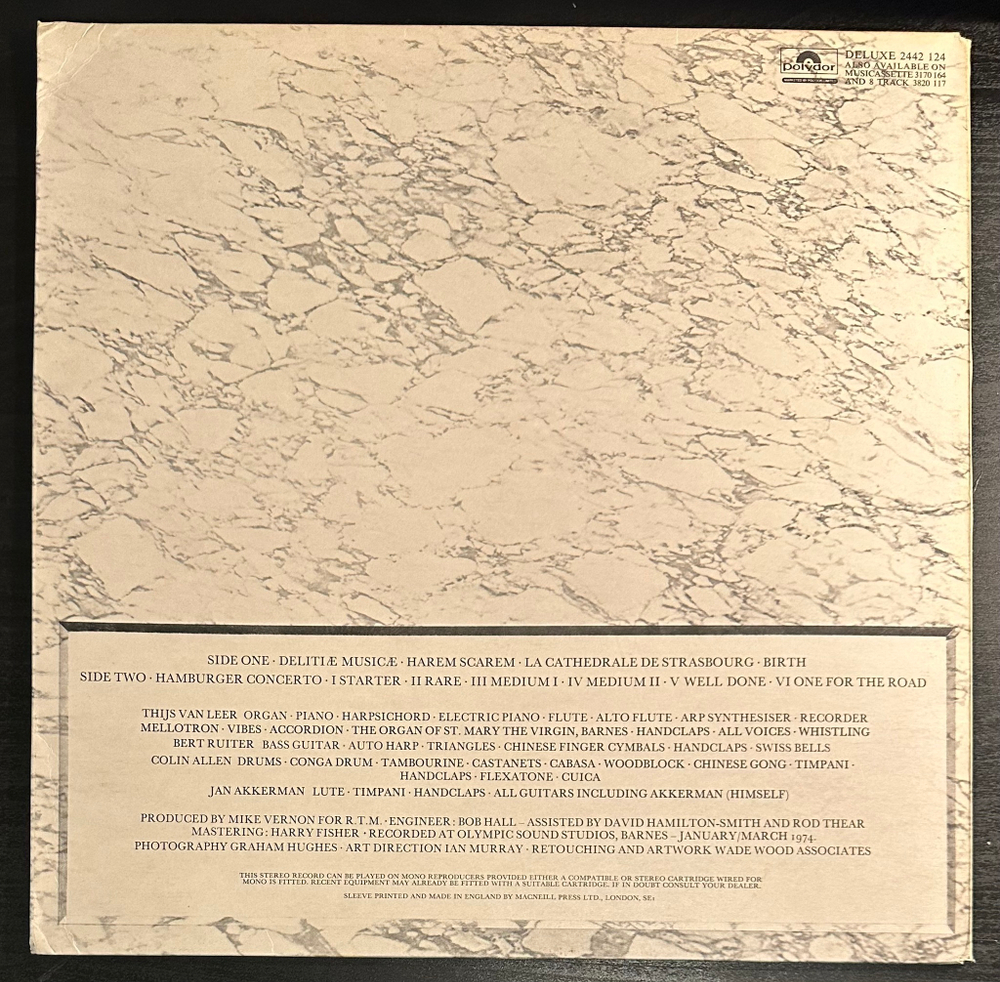 polydor
DELUXE 2442 124
ALSO AVAILABLE ON
MUSICASSETTE 3170 164
AND 8 TRACK 3820 117
SIDE ONE · DELITIÆ MUSICÆ · HAREM SCAREM · LA CATHEDRALE DE STRASBOURG · BIRTH
SIDE TWO · HAMBURGER CONCERTO · I STARTER · II RARE · III MEDIUM I · IV MEDIUM II · V WELL DONE · VI ONE FOR THE ROAD
THIJS VAN LEER ORGAN · PIANO · HARPSICHORD · ELECTRIC PIANO · FLUTE · ALTO FLUTE · ARP SYNTHESISER · RECORDER
MELLOTRON · VIBES · ACCORDION · THE ORGAN OF ST. MARY THE VIRGIN, BARNES · HANDCLAPS · ALL VOICES · WHISTLING
BERT RUITER BASS GUITAR · AUTO HARP · TRIANGLES · CHINESE FINGER CYMBALS · HANDCLAPS · SWISS BELLS
COLIN ALLEN DRUMS · CONGA DRUM · TAMBOURINE · CASTANETS · CABASA · WOODBLOCK · CHINESE GONG · TIMPANI ·
HANDCLAPS · FLEXATONE · CUICA
JAN AKKERMAN LUTE · TIMPANI · HANDCLAPS · ALL GUITARS INCLUDING AKKERMAN (HIMSELF)
PRODUCED BY MIKE VERNON FOR R.T.M. · ENGINEER: BOB HALL – ASSISTED BY DAVID HAMILTON-SMITH AND ROD THEAR
MASTERING: HARRY FISHER · RECORDED AT OLYMPIC SOUND STUDIOS, BARNES – JANUARY/MARCH 1974.
PHOTOGRAPHY GRAHAM HUGHES · ART DIRECTION IAN MURRAY · RETOUCHING AND ARTWORK WADE WOOD ASSOCIATES
THIS STEREO RECORD CAN BE PLAYED ON MONO REPRODUCERS PROVIDED EITHER A COMPATIBLE OR STEREO CARTRIDGE WIRED FOR
MONO IS FITTED. RECENT EQUIPMENT MAY ALREADY BE FITTED WITH A SUITABLE CARTRIDGE. IF IN DOUBT CONSULT YOUR DEALER.
SLEEVE PRINTED AND MADE IN ENGLAND BY MACNEILL PRESS LTD., LONDON, SE1